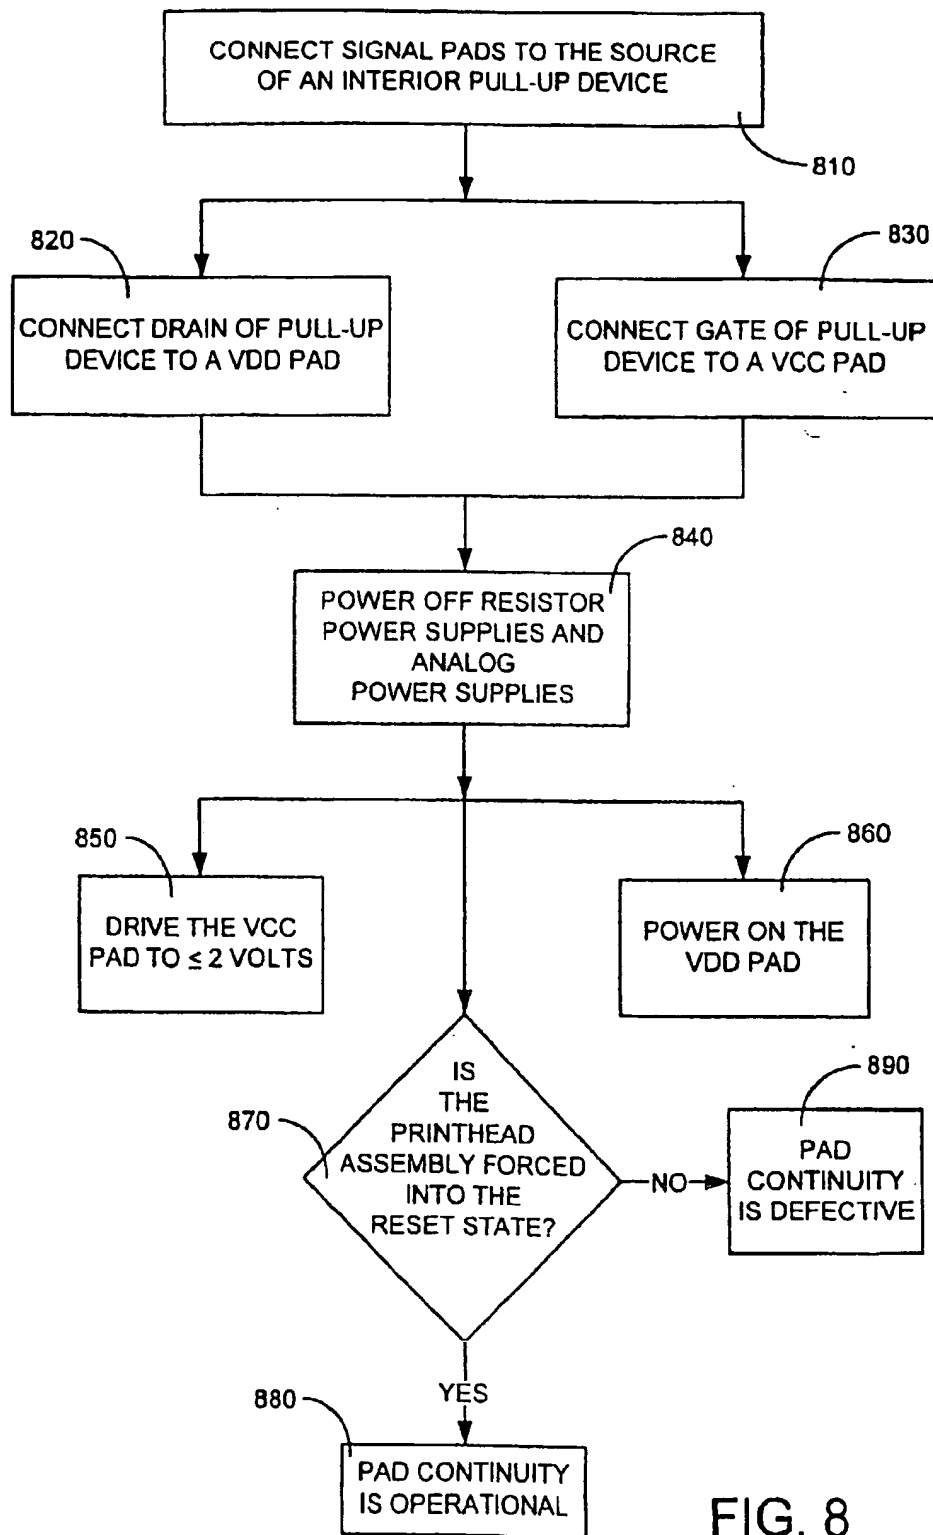 CONNECT SIGNAL PADS TO THE SOURCE
OF AN INTERIOR PULL-UP DEVICE
810
820
830
CONNECT DRAIN OF PULL-UP
DEVICE TO A VDD PAD
CONNECT GATE OF PULL-UP
DEVICE TO A VCC PAD
840
POWER OFF RESISTOR
POWER SUPPLIES AND
ANALOG
POWER SUPPLIES
850
860
DRIVE THE VCC
PAD TO ≤ 2 VOLTS
POWER ON THE
VDD PAD
870
IS
THE
PRINTHEAD
ASSEMBLY FORCED
INTO THE
RESET STATE?
NO
890
PAD
CONTINUITY
IS DEFECTIVE
YES
880
PAD CONTINUITY
IS OPERATIONAL
FIG. 8